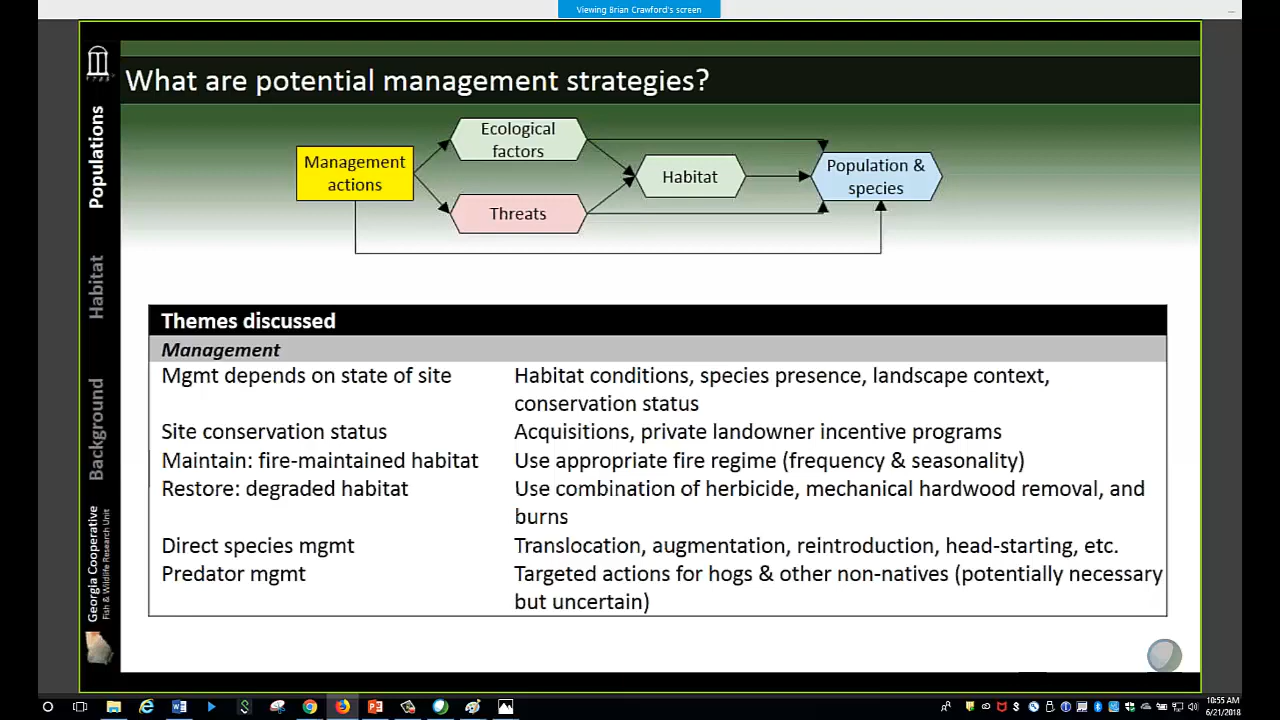 Viewing Brian Crawford's screen
What are potential management strategies?
Populations
Habitat
Background
Georgia Cooperative
Fish & Wildlife Research Unit
Management
actions
Ecological
factors
Threats
Habitat
Population &
species
Themes discussed
Management
Mgmt depends on state of site
Habitat conditions, species presence, landscape context,
conservation status
Site conservation status
Acquisitions, private landowner incentive programs
Maintain: fire-maintained habitat
Use appropriate fire regime (frequency & seasonality)
Restore: degraded habitat
Use combination of herbicide, mechanical hardwood removal, and
burns
Direct species mgmt
Translocation, augmentation, reintroduction, head-starting, etc.
Predator mgmt
Targeted actions for hogs & other non-natives (potentially necessary
but uncertain)
10:55 AM
6/21/2018